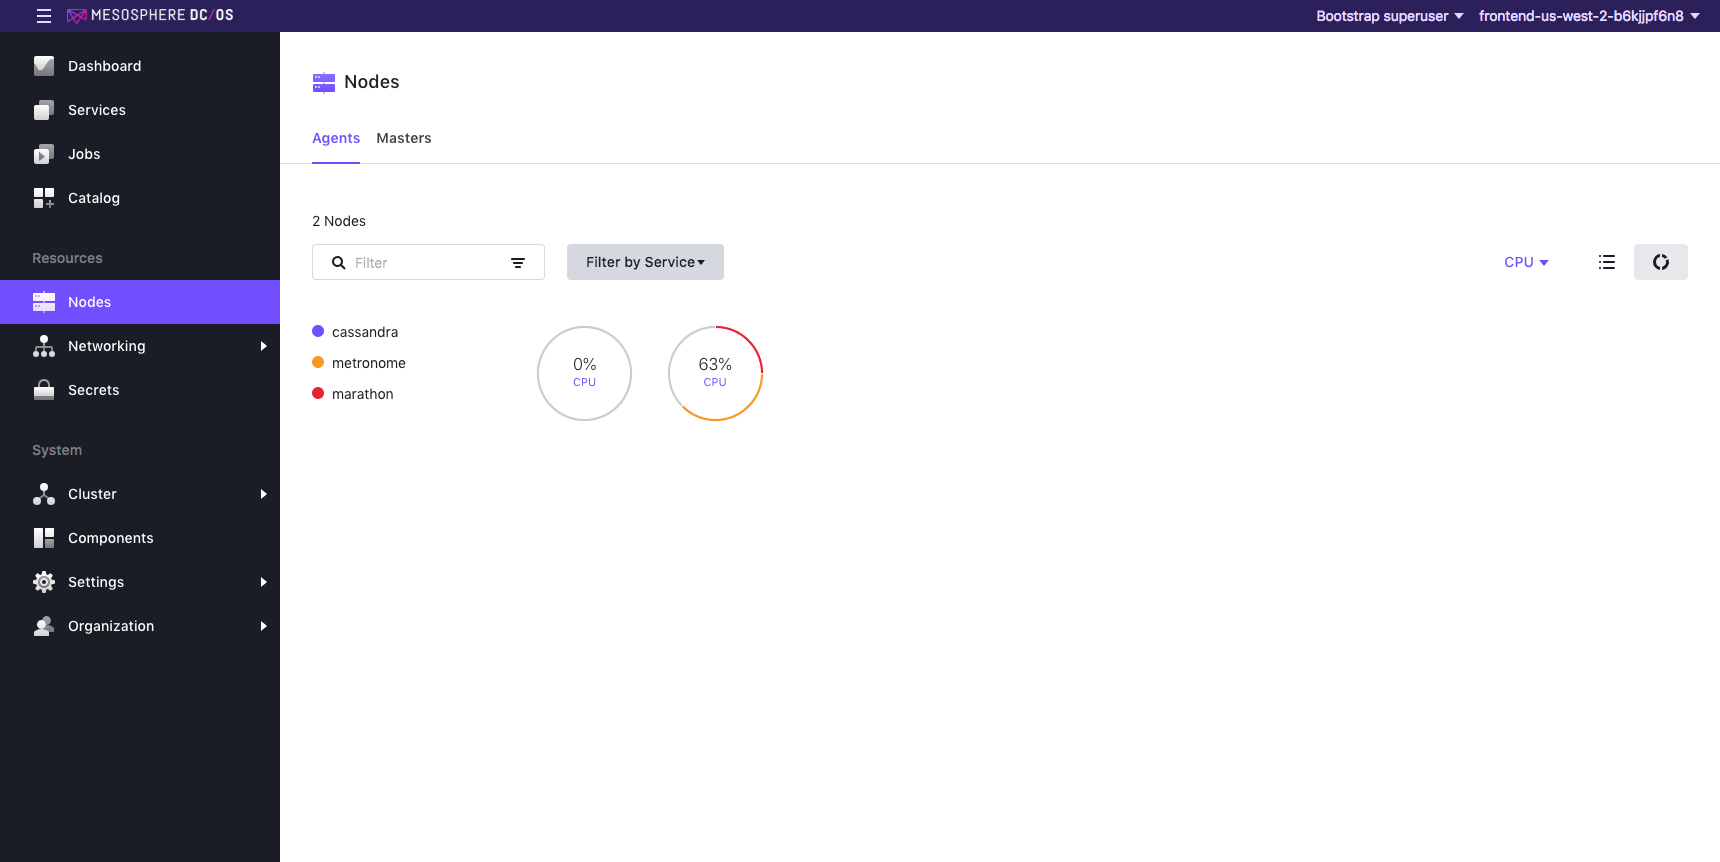 MESOSPHERE DC/OS
Bootstrap superuser
frontend-us-west-2-b6kjjpf6n8
Dashboard
Services
Jobs
Catalog
Resources
Nodes
Networking
Secrets
System
Cluster
Components
Settings
Organization
Nodes
Agents Masters
2 Nodes
Filter
Filter by Service
CPU
cassandra
metronome
marathon
0%
CPU
63%
CPU